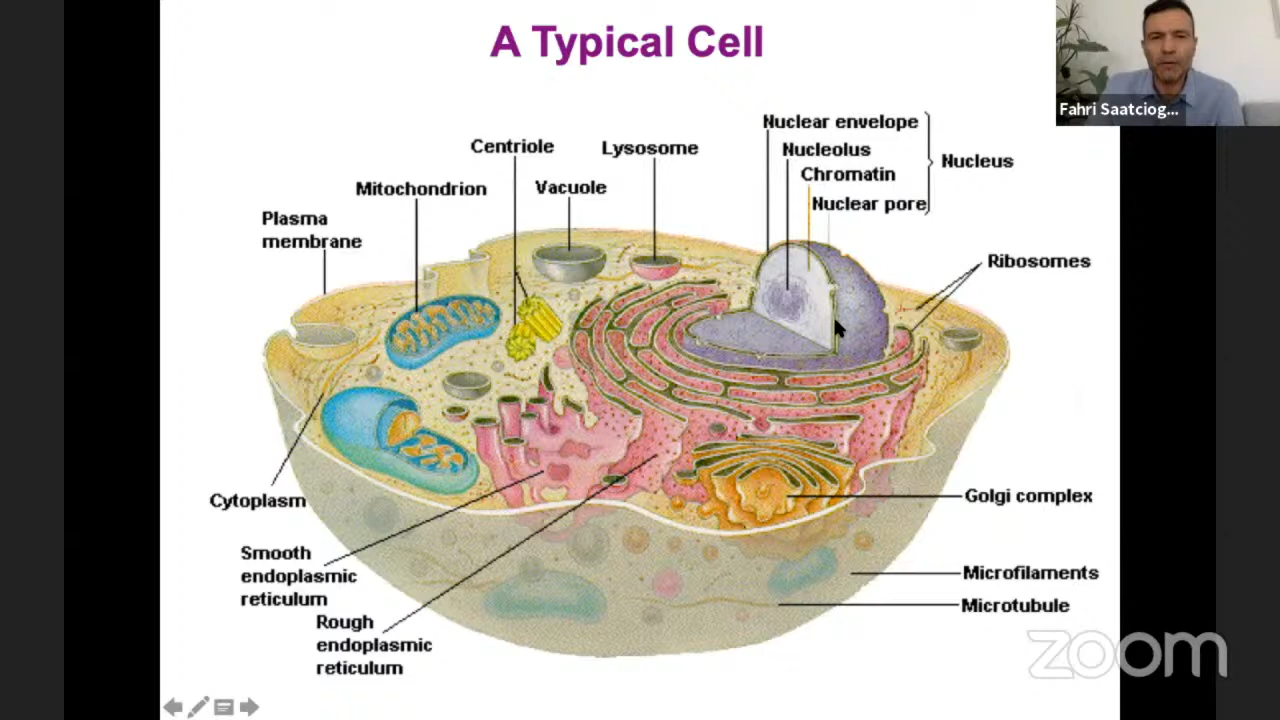 A Typical Cell
Fahri Saatciog...
Nuclear envelope
Nucleolus
Chromatin
Nuclear pore
Nucleus
Centriole
Lysosome
Mitochondrion
Vacuole
Plasma
membrane
Ribosomes
Cytoplasm
Golgi complex
Smooth
endoplasmic
reticulum
Microfilaments
Microtubule
Rough
endoplasmic
reticulum
zoom